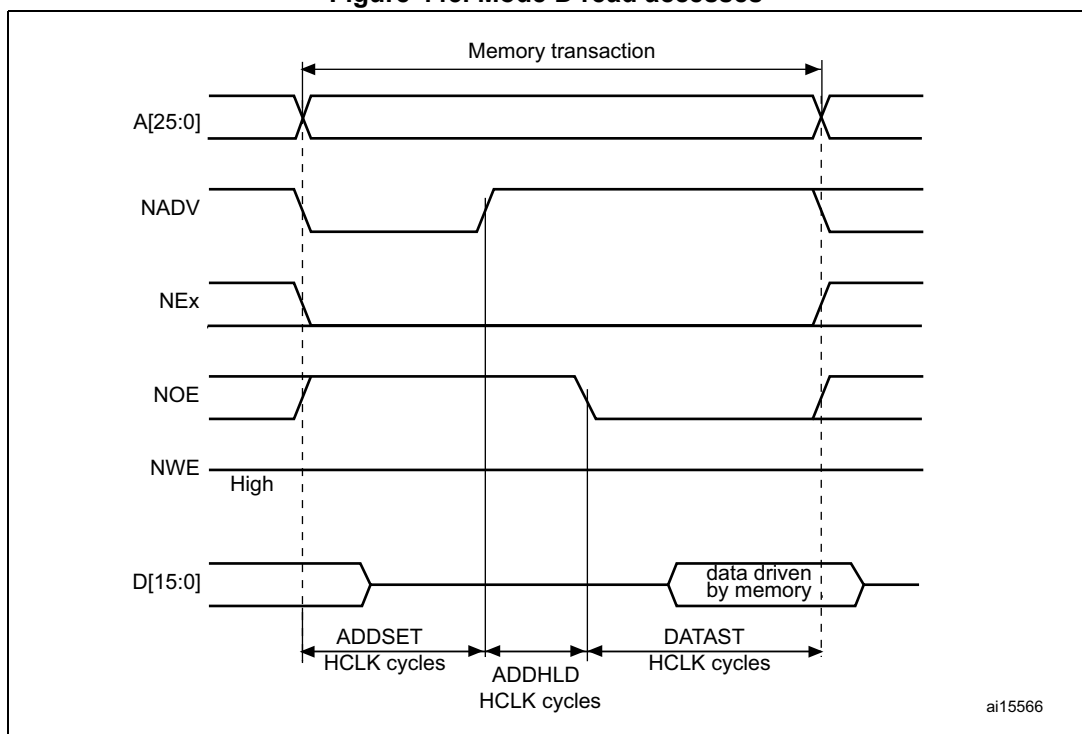 Memory transaction
A[25:0]
NADV
NEx
NOE
NWE
High
D[15:0]
data driven
by memory
ADDSET
HCLK cycles
ADDHLD
HCLK cycles
DATAST
HCLK cycles
ai15566